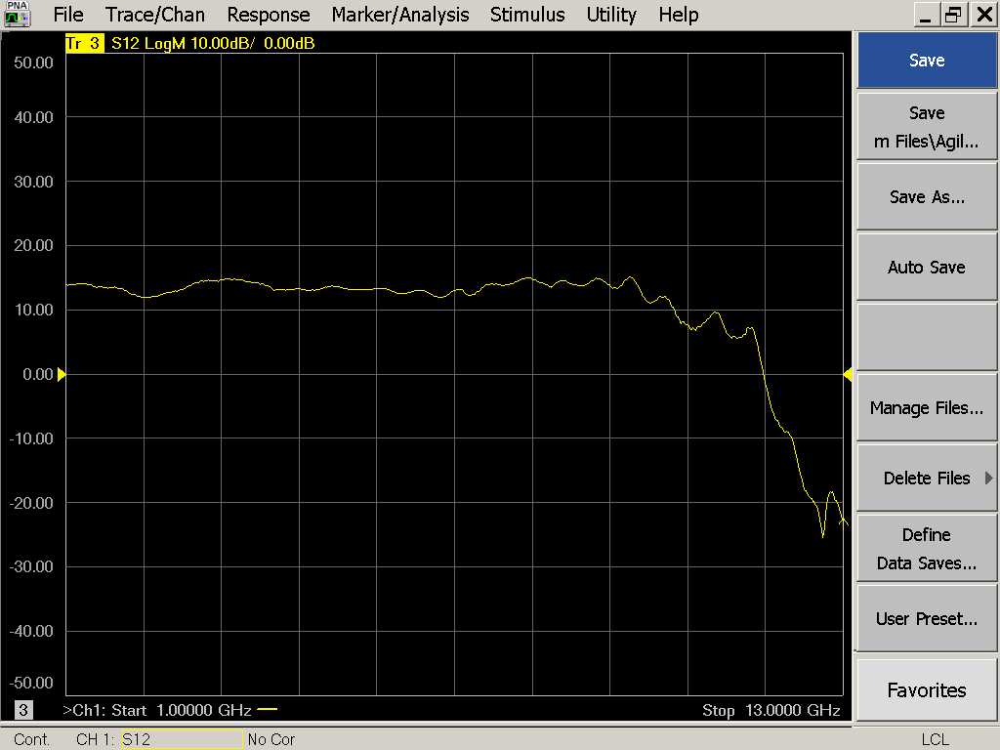 PNA
File Trace/Chan Response Marker/Analysis Stimulus Utility Help
Tr 3 S12 LogM 10.00dB/ 0.00dB
50.00
40.00
30.00
20.00
10.00
0.00
-10.00
-20.00
-30.00
-40.00
-50.00
3 >Ch1: Start 1.00000 GHz Stop 13.0000 GHz
Cont. CH 1: S12 No Cor LCL
Save
Save
m Files\Agil...
Save As...
Auto Save
Manage Files...
Delete Files
Define
Data Saves...
User Preset...
Favorites